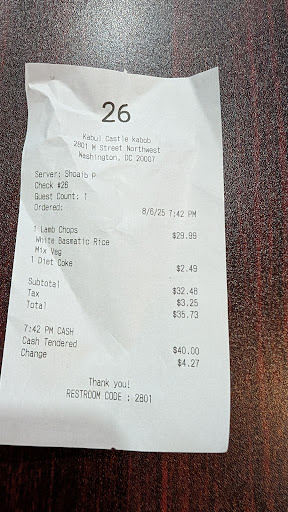 26
Kabul Castle kabob
2801 M Street Northwest
Washington, DC 20007
Server: Shoaib P
Check #26
Guest Count: 1
Ordered: 8/6/25 7:42 PM
1 Lamb Chops $29.99
White Basmatic Rice
Mix Veg
1 Diet Coke $2.49
Subtotal $32.48
Tax $3.25
Total $35.73
7:42 PM CASH
Cash Tendered $40.00
Change $4.27
Thank you!
RESTROOM CODE : 2801